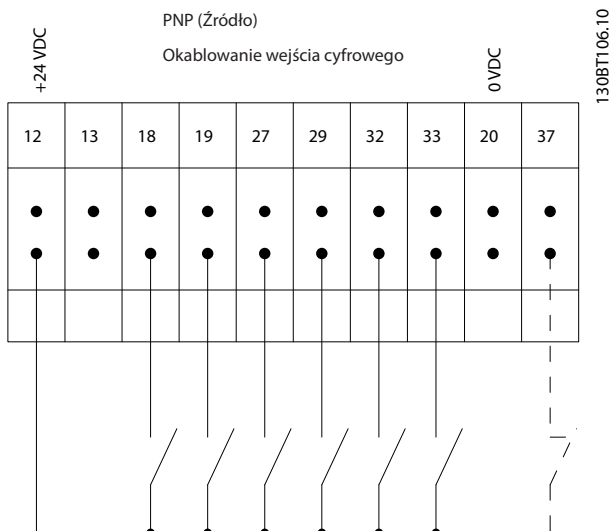 PNP (Źródło)
Okablowanie wejścia cyfrowego
+24 VDC
0 VDC
130BT106.10
12 13 18 19 27 29 32 33 20 37